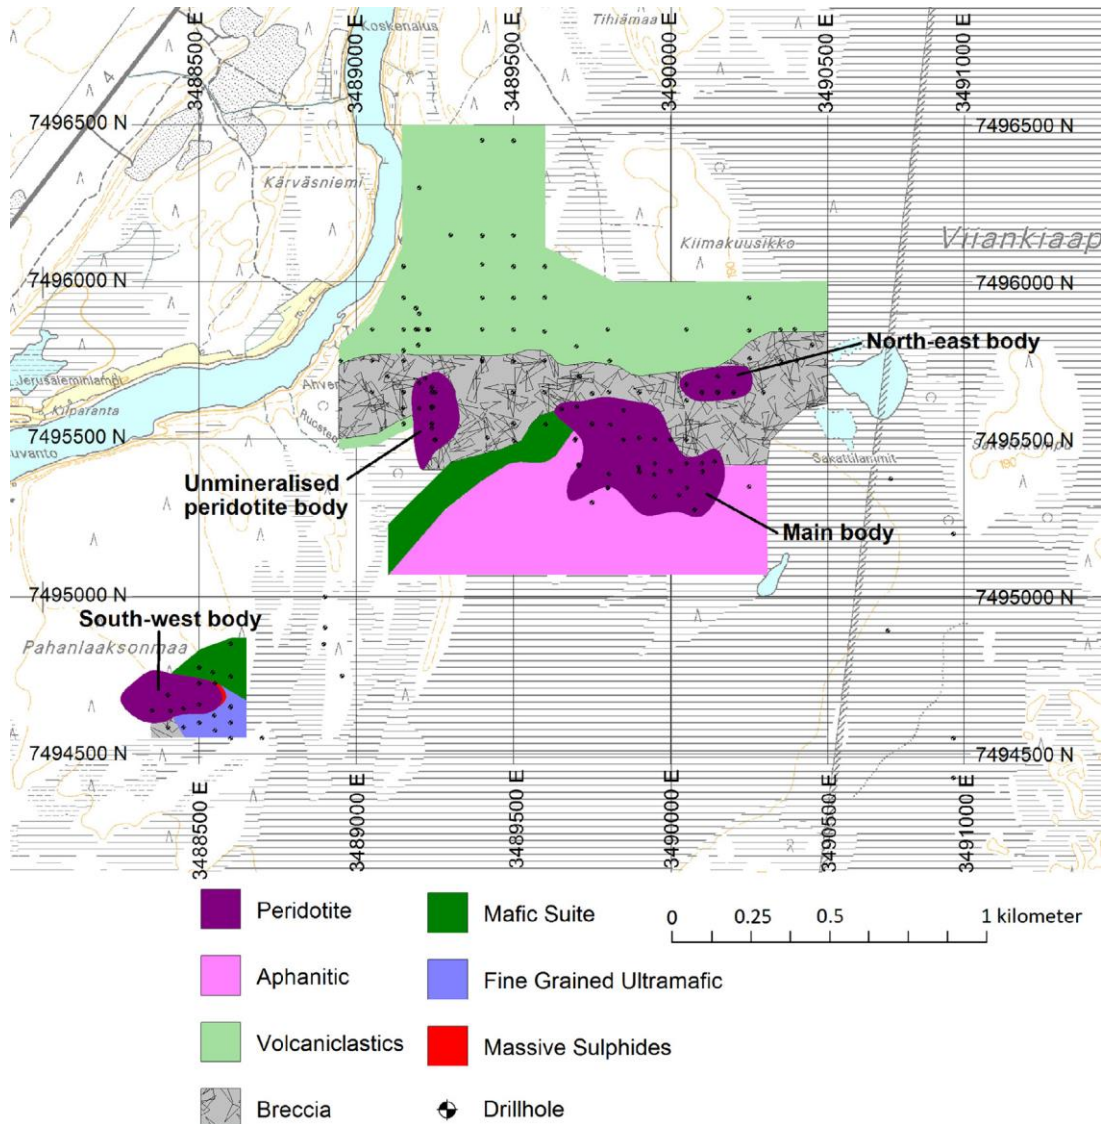 3488500 E
3489000 E
3489500 E
3490000 E
3490500 E
3491000 E
Koskenalus
Tihiämaa
4
7496500 N
7496500 N
Kärväsniemi
Kiimakuusikko
Viiankiaap
7496000 N
7496000 N
North-east body
Jerusaleminlampi
Kilparanta
uvanto
7495500 N
7495500 N
Unmineralised
peridotite body
Main body
7495000 N
7495000 N
South-west body
Pahanlaaksonmaa
7494500 N
7494500 N
3488500 E
3489000 E
3489500 E
3490000 E
3490500 E
3491000 E
Peridotite
Mafic Suite
0 0.25 0.5 1 kilometer
Aphanitic
Fine Grained Ultramafic
Volcaniclastics
Massive Sulphides
Breccia
Drillhole